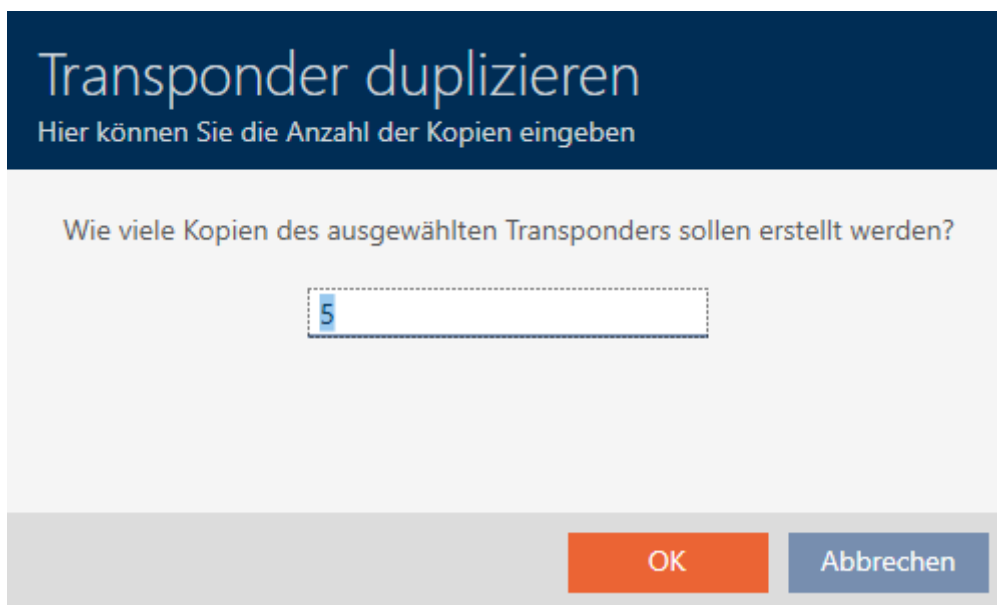 Transponder duplizieren
Hier können Sie die Anzahl der Kopien eingeben
Wie viele Kopien des ausgewählten Transponders sollen erstellt werden?
5
OK Abbrechen